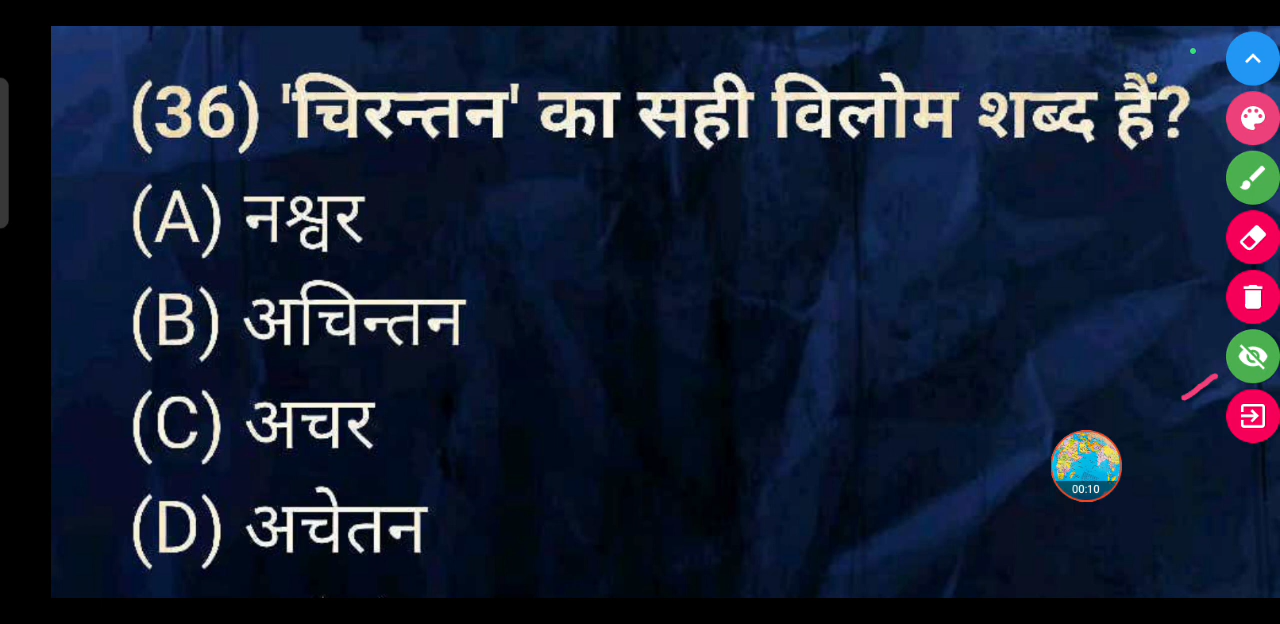 (36) 'चिरन्तन' का सही विलोम शब्द हैं?
(A) नश्वर
(B) अचिन्तन
(C) अचर
(D) अचेतन
00:10